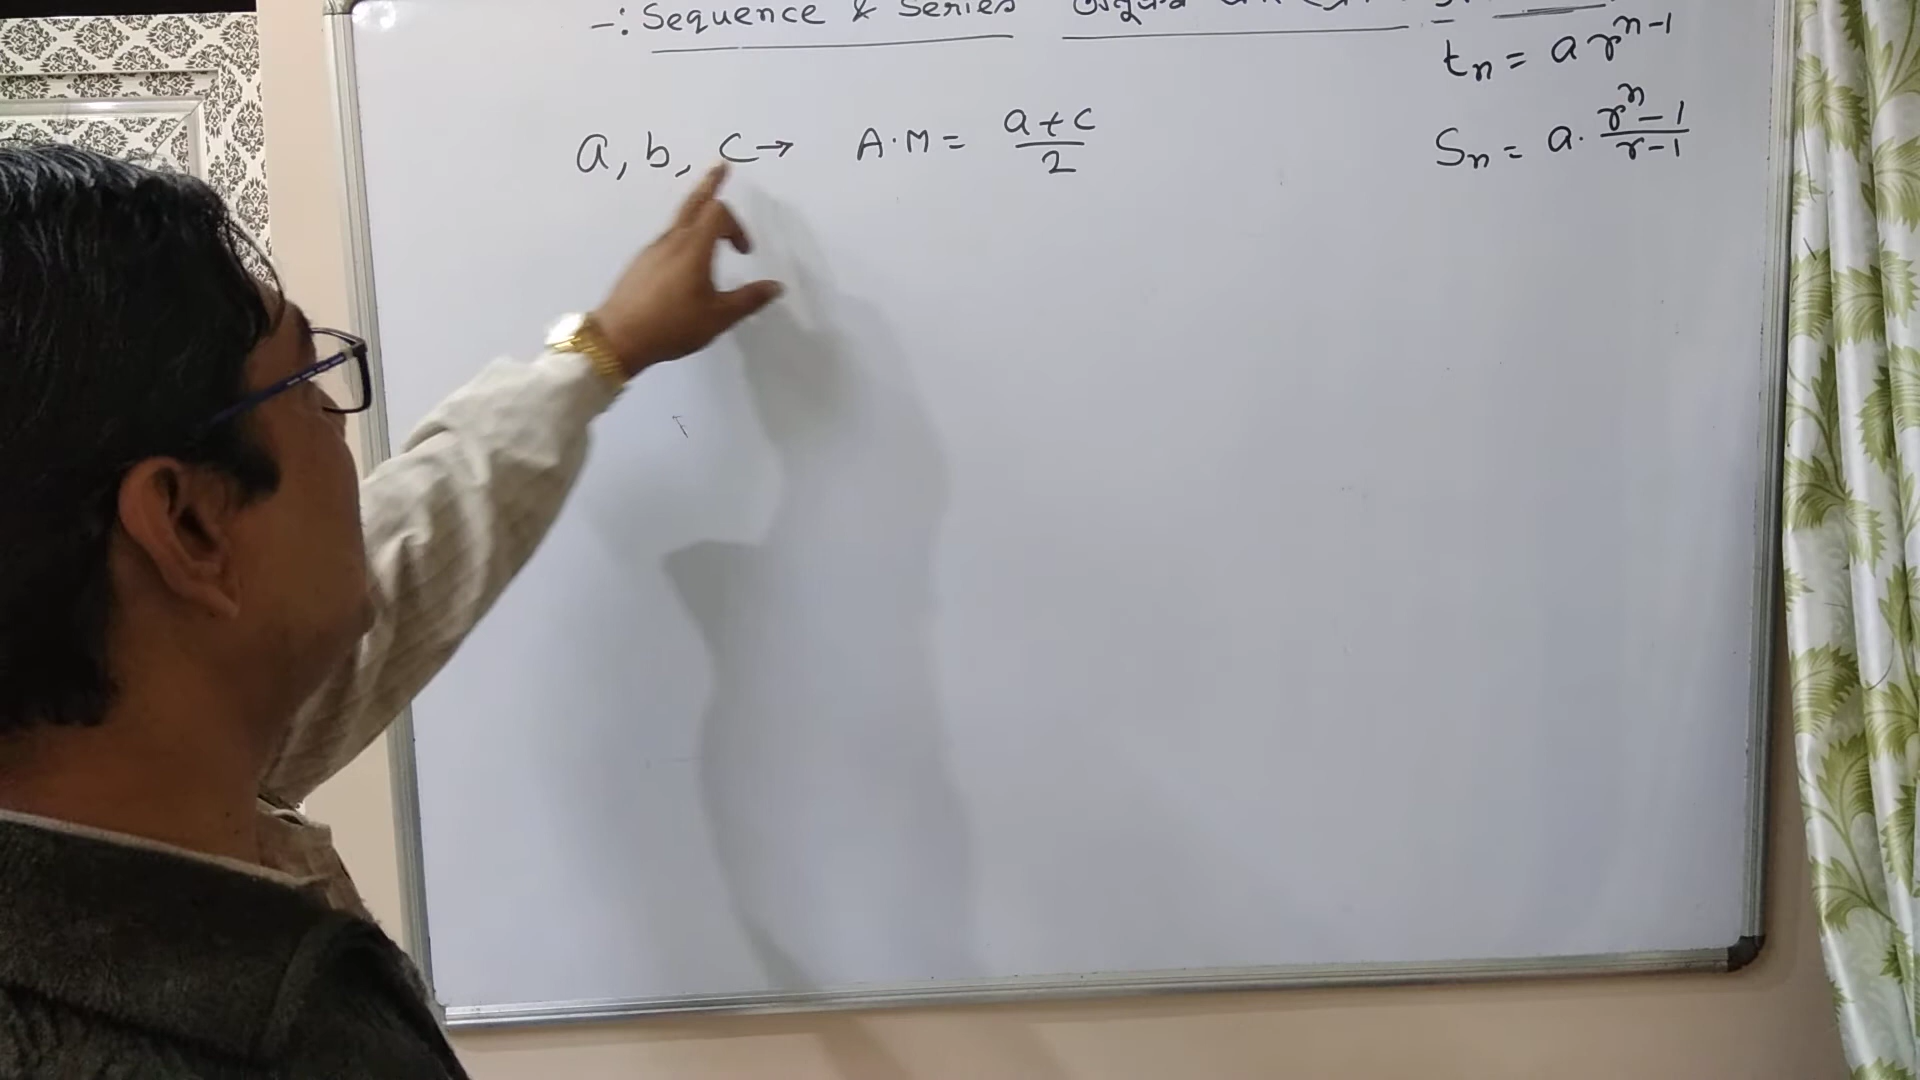 -: Sequence & Series
tn = a r^n-1
a, b, c → A.M = a+c/2
Sn = a. r^n-1/r-1